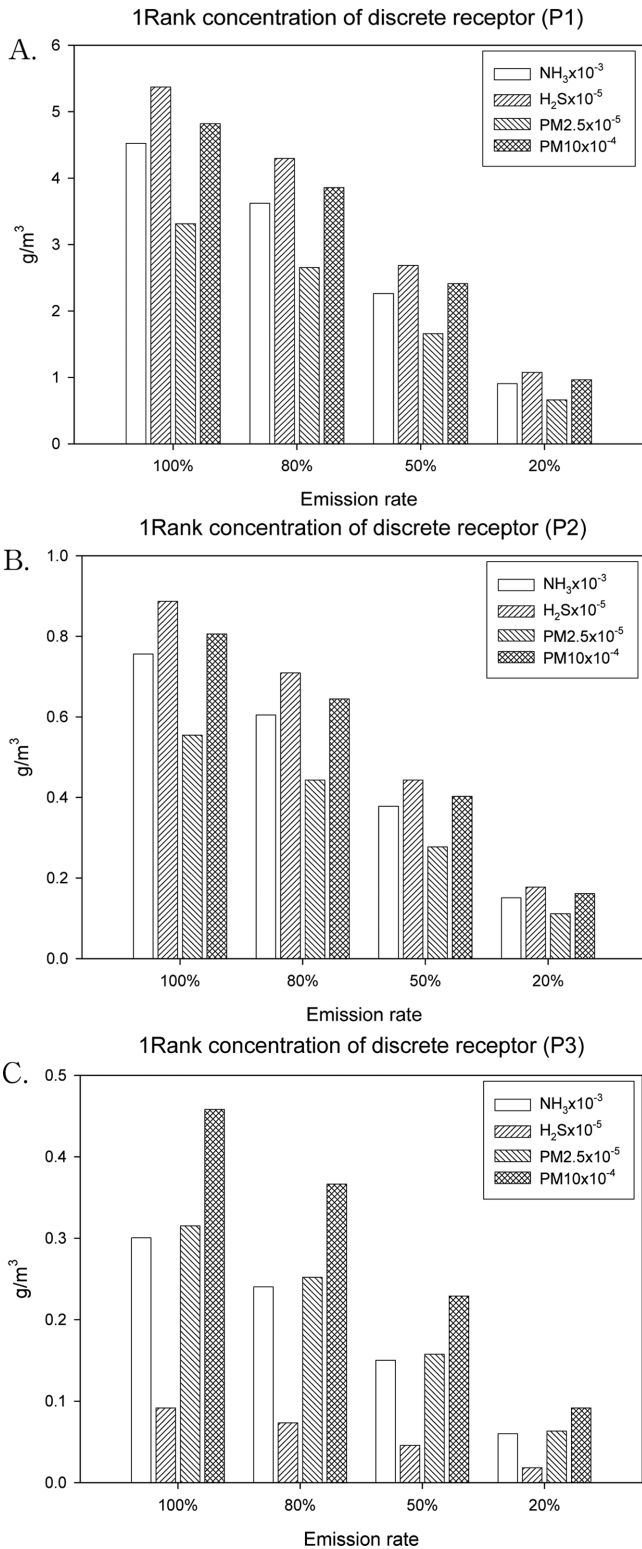 1Rank concentration of discrete receptor (P1)
A.
6
5
4
3
2
1
0
g/m³
NH₃x10⁻³
H₂Sx10⁻⁵
PM2.5x10⁻⁵
PM10x10⁻⁴
100% 80% 50% 20%
Emission rate
1Rank concentration of discrete receptor (P2)
B.
1.0
0.8
0.6
0.4
0.2
0.0
g/m³
NH₃x10⁻³
H₂Sx10⁻⁵
PM2.5x10⁻⁵
PM10x10⁻⁴
100% 80% 50% 20%
Emission rate
1Rank concentration of discrete receptor (P3)
C.
0.5
0.4
0.3
0.2
0.1
0.0
g/m³
NH₃x10⁻³
H₂Sx10⁻⁵
PM2.5x10⁻⁵
PM10x10⁻⁴
100% 80% 50% 20%
Emission rate